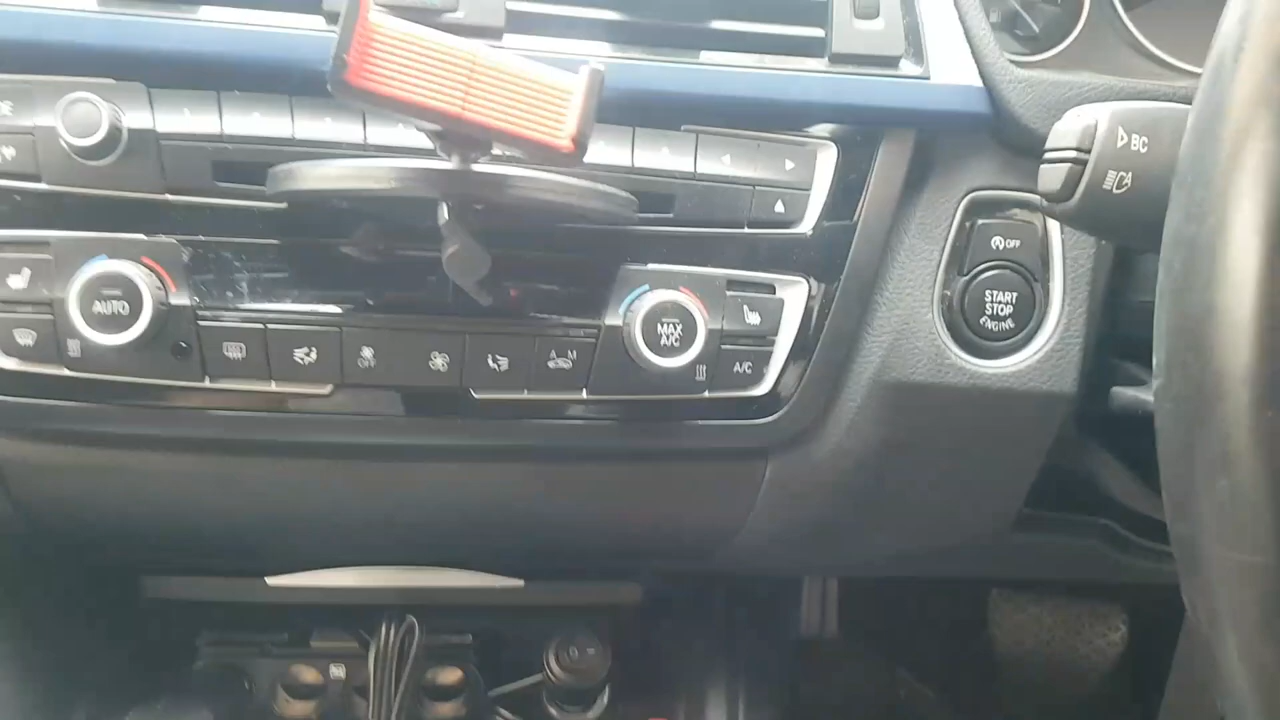 BC
OFF
START
STOP
ENGINE
AUTO
MAX
A/C
OFF
A M
A/C